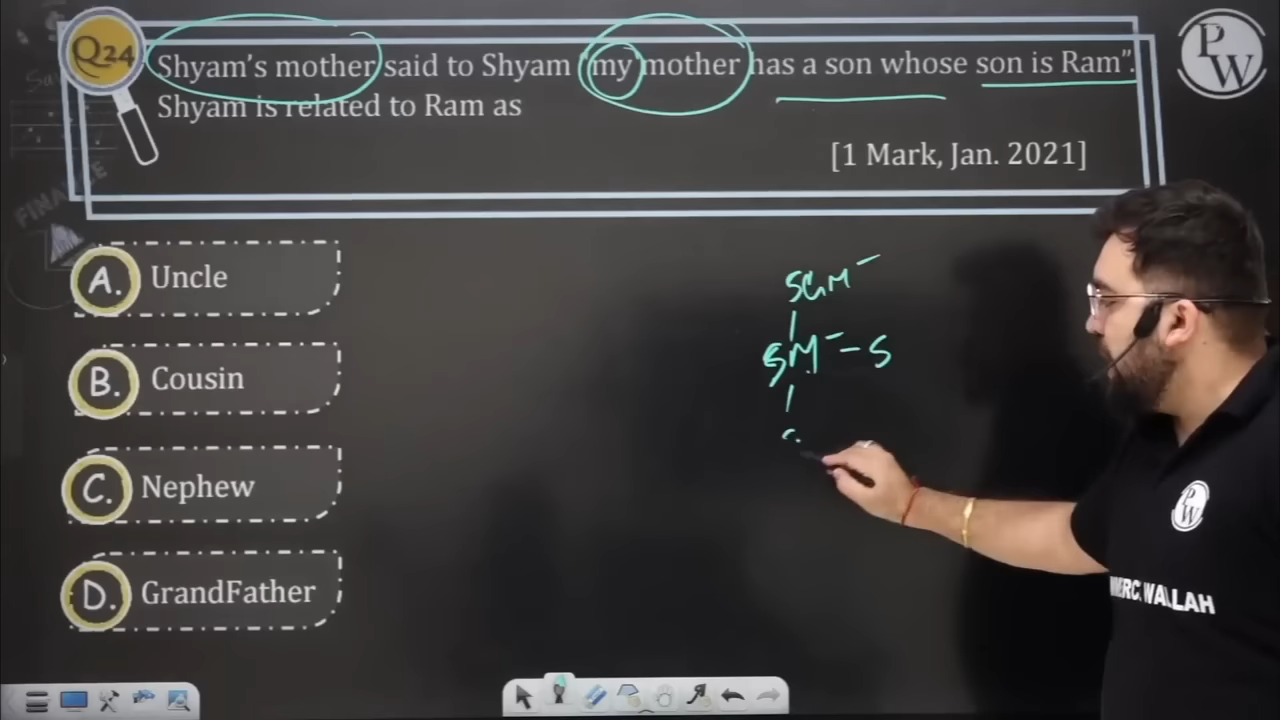 Q24
Shyam's mother said to Shyam "my mother has a son whose son is Ram".
Shyam is related to Ram as
[1 Mark, Jan. 2021]
PW
FINANCE
A. Uncle
B. Cousin
C. Nephew
D. GrandFather
SGM⁻
SM⁻ – S
PW
WALLAH